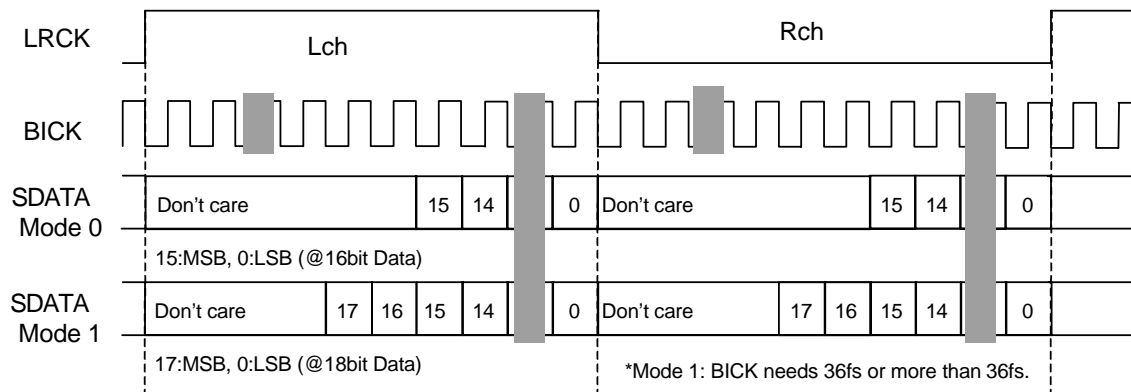 LRCK Lch Rch
BICK
SDATA Mode 0 Don't care 15 14 0 Don't care 15 14 0
15:MSB, 0:LSB (@16bit Data)
SDATA Mode 1 Don't care 17 16 15 14 0 Don't care 17 16 15 14 0
17:MSB, 0:LSB (@18bit Data)
*Mode 1: BICK needs 36fs or more than 36fs.